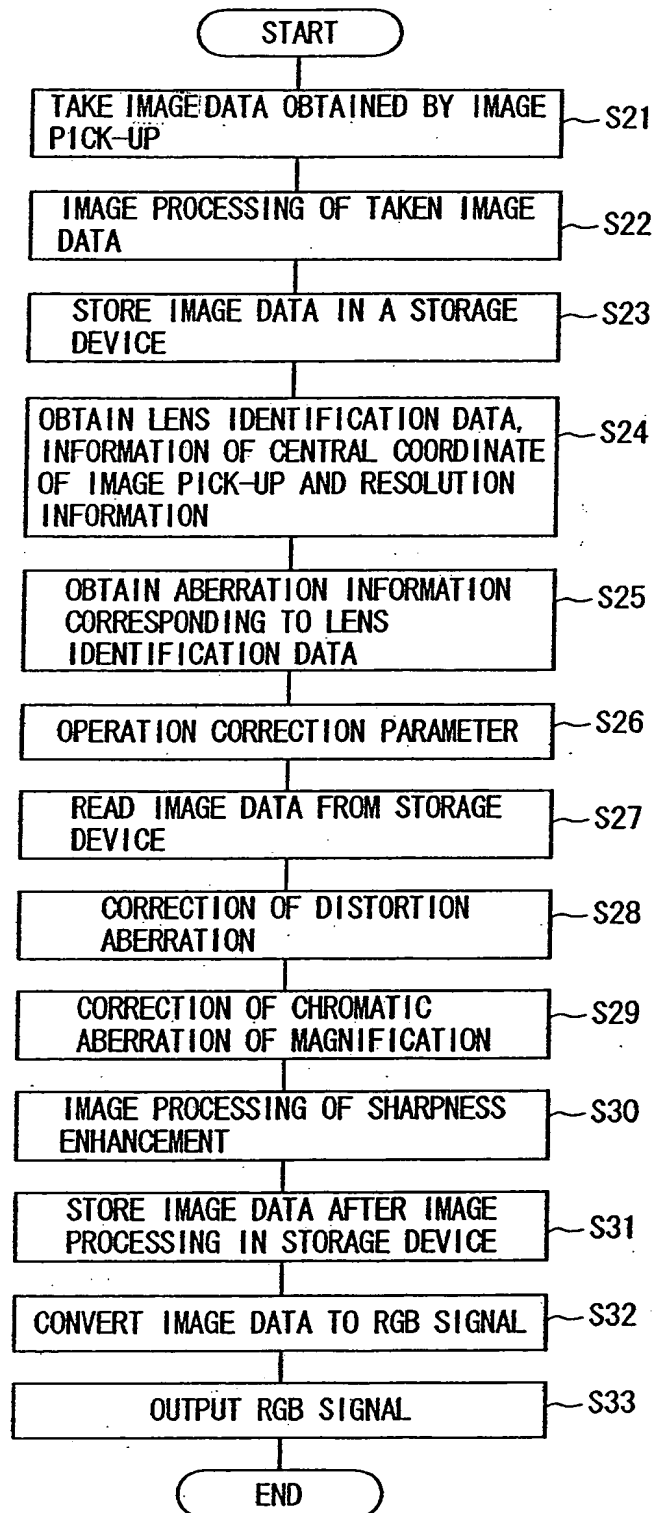 START
TAKE IMAGE DATA OBTAINED BY IMAGE
PICK-UP
S21
IMAGE PROCESSING OF TAKEN IMAGE
DATA
S22
STORE IMAGE DATA IN A STORAGE
DEVICE
S23
OBTAIN LENS IDENTIFICATION DATA,
INFORMATION OF CENTRAL COORDINATE
OF IMAGE PICK-UP AND RESOLUTION
INFORMATION
S24
OBTAIN ABERRATION INFORMATION
CORRESPONDING TO LENS
IDENTIFICATION DATA
S25
OPERATION CORRECTION PARAMETER
S26
READ IMAGE DATA FROM STORAGE
DEVICE
S27
CORRECTION OF DISTORTION
ABERRATION
S28
CORRECTION OF CHROMATIC
ABERRATION OF MAGNIFICATION
S29
IMAGE PROCESSING OF SHARPNESS
ENHANCEMENT
S30
STORE IMAGE DATA AFTER IMAGE
PROCESSING IN STORAGE DEVICE
S31
CONVERT IMAGE DATA TO RGB SIGNAL
S32
OUTPUT RGB SIGNAL
S33
END